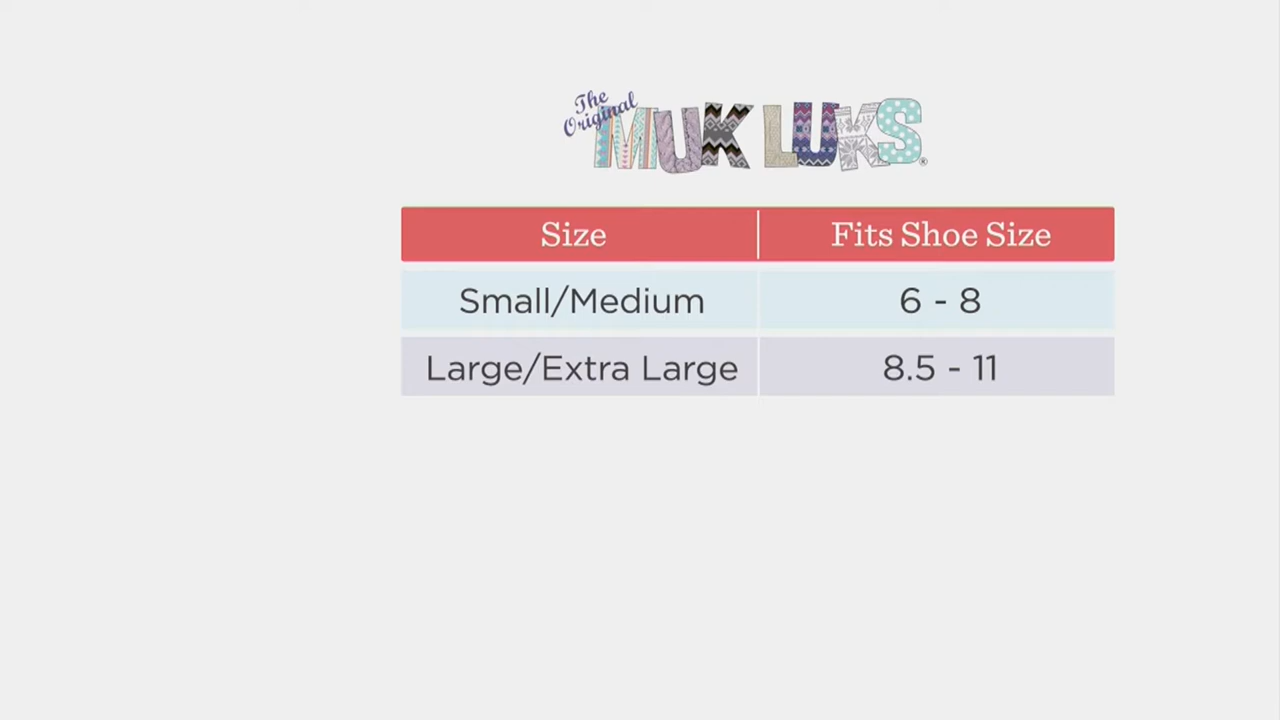 The
Original
MUK LUKS®
Size Fits Shoe Size
Small/Medium 6 - 8
Large/Extra Large 8.5 - 11